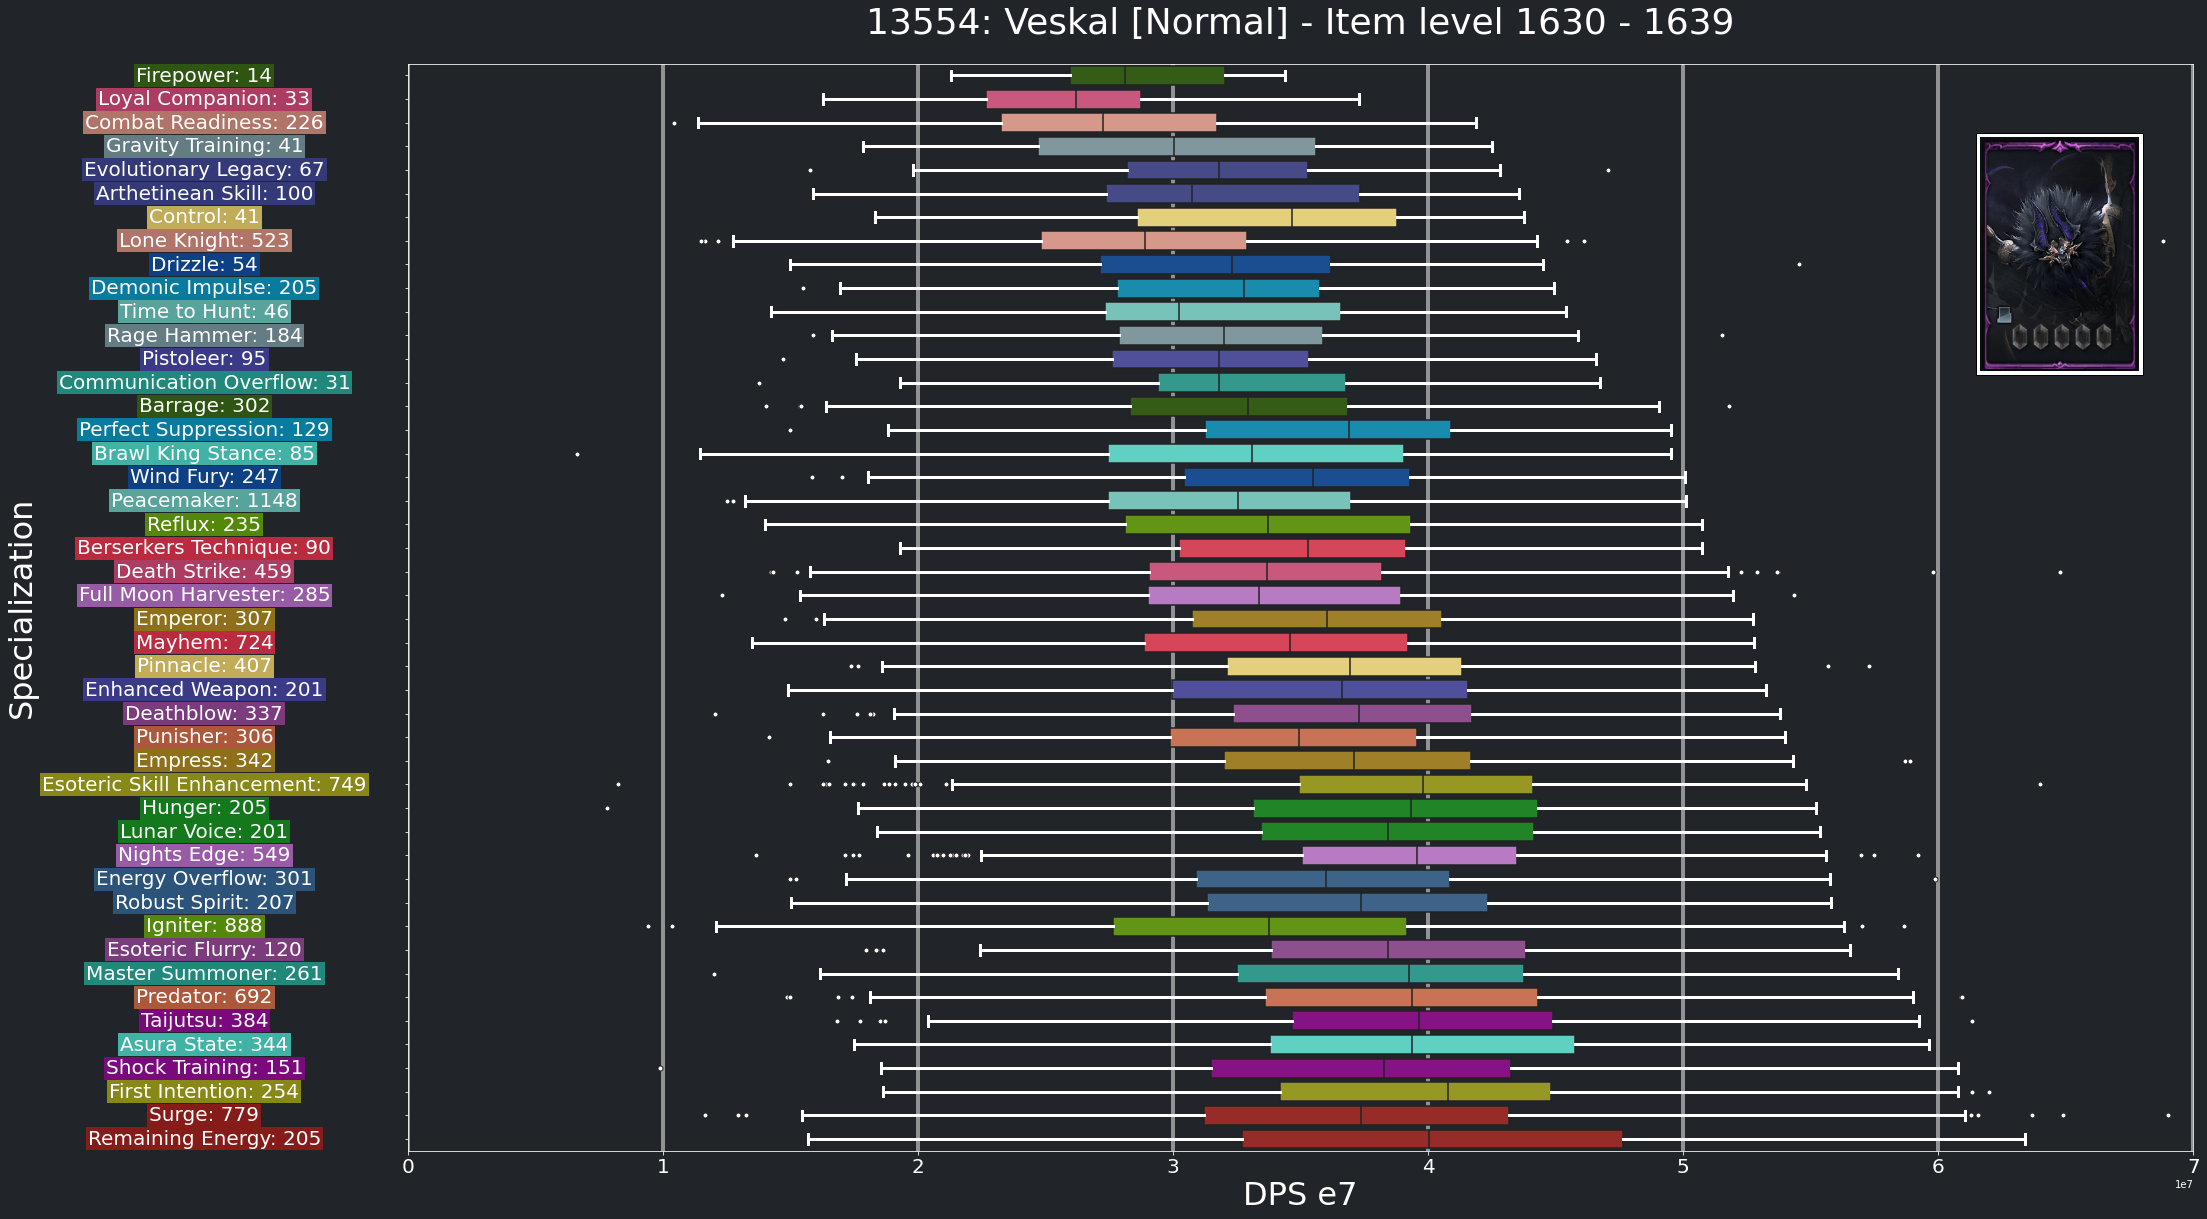 13554: Veskal [Normal] - Item level 1630 - 1639
Specialization
Firepower: 14
Loyal Companion: 33
Combat Readiness: 226
Gravity Training: 41
Evolutionary Legacy: 67
Arthetinean Skill: 100
Control: 41
Lone Knight: 523
Drizzle: 54
Demonic Impulse: 205
Time to Hunt: 46
Rage Hammer: 184
Pistoleer: 95
Communication Overflow: 31
Barrage: 302
Perfect Suppression: 129
Brawl King Stance: 85
Wind Fury: 247
Peacemaker: 1148
Reflux: 235
Berserkers Technique: 90
Death Strike: 459
Full Moon Harvester: 285
Emperor: 307
Mayhem: 724
Pinnacle: 407
Enhanced Weapon: 201
Deathblow: 337
Punisher: 306
Empress: 342
Esoteric Skill Enhancement: 749
Hunger: 205
Lunar Voice: 201
Nights Edge: 549
Energy Overflow: 301
Robust Spirit: 207
Igniter: 888
Esoteric Flurry: 120
Master Summoner: 261
Predator: 692
Taijutsu: 384
Asura State: 344
Shock Training: 151
First Intention: 254
Surge: 779
Remaining Energy: 205
0 1 2 3 4 5 6 7
1e7
DPS e7